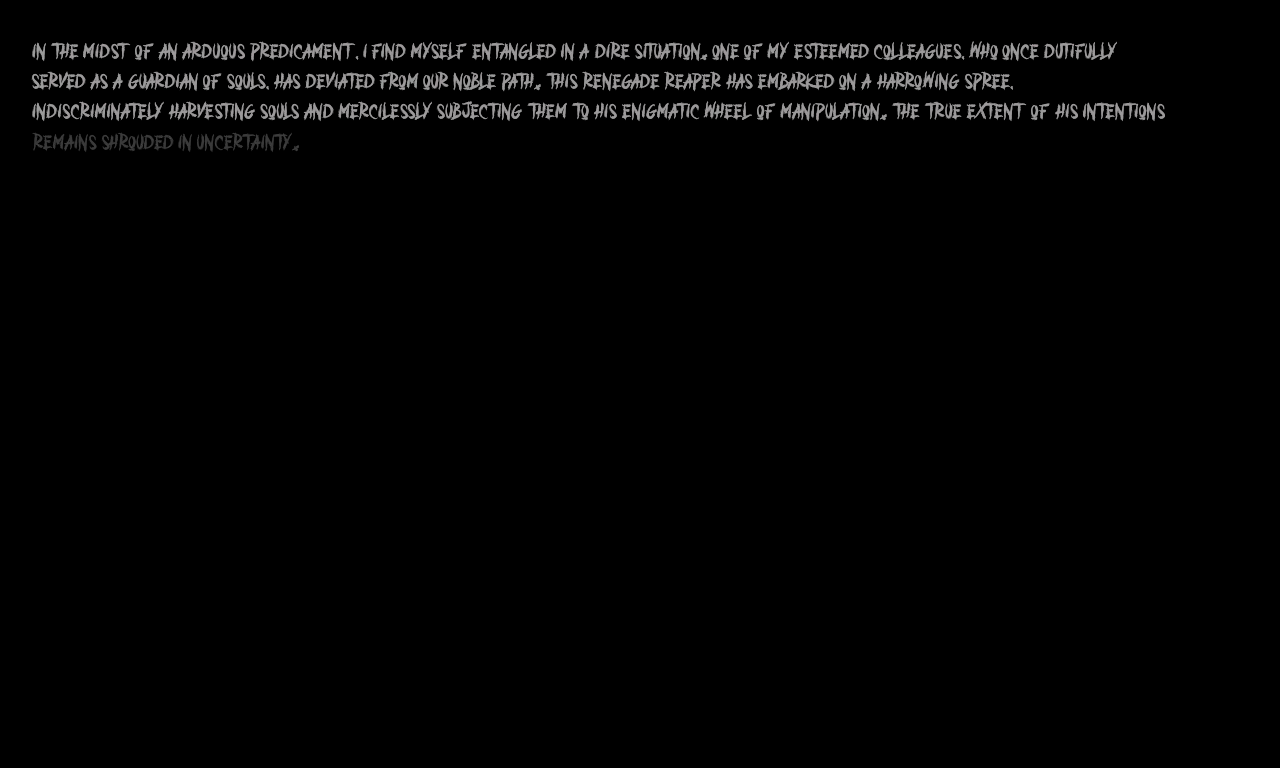 IN THE MIDST OF AN ARDUOUS PREDICAMENT, I FIND MYSELF ENTANGLED IN A DIRE SITUATION. ONE OF MY ESTEEMED COLLEAGUES, WHO ONCE DUTIFULLY
SERVED AS A GUARDIAN OF SOULS, HAS DEVIATED FROM OUR NOBLE PATH. THIS RENEGADE REAPER HAS EMBARKED ON A HARROWING SPREE,
INDISCRIMINATELY HARVESTING SOULS AND MERCILESSLY SUBJECTING THEM TO HIS ENIGMATIC WHEEL OF MANIPULATION. THE TRUE EXTENT OF HIS INTENTIONS
REMAINS SHROUDED IN UNCERTAINTY.